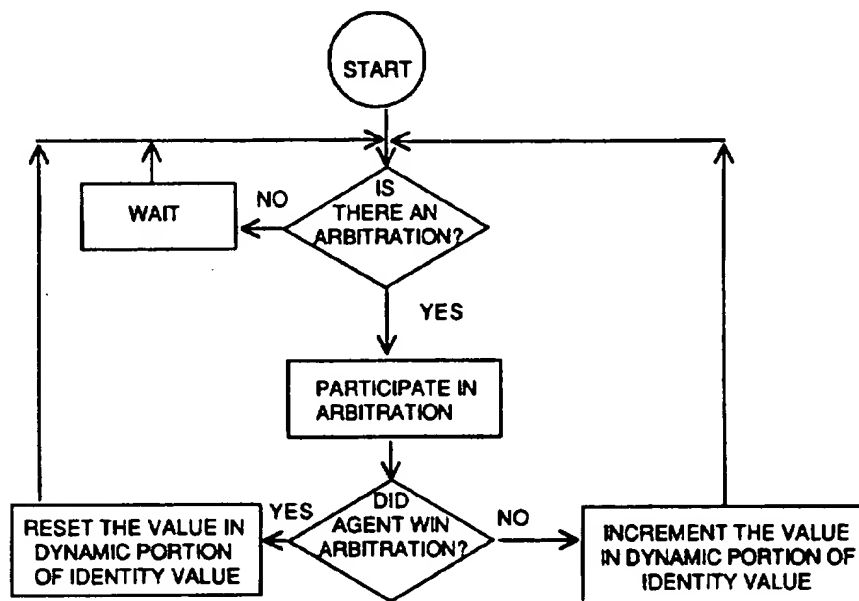 START
IS
THERE AN
ARBITRATION?
NO
WAIT
YES
PARTICIPATE IN
ARBITRATION
DID
AGENT WIN
ARBITRATION?
YES
NO
RESET THE VALUE IN
DYNAMIC PORTION
OF IDENTITY VALUE
INCREMENT THE VALUE
IN DYNAMIC PORTION OF
IDENTITY VALUE